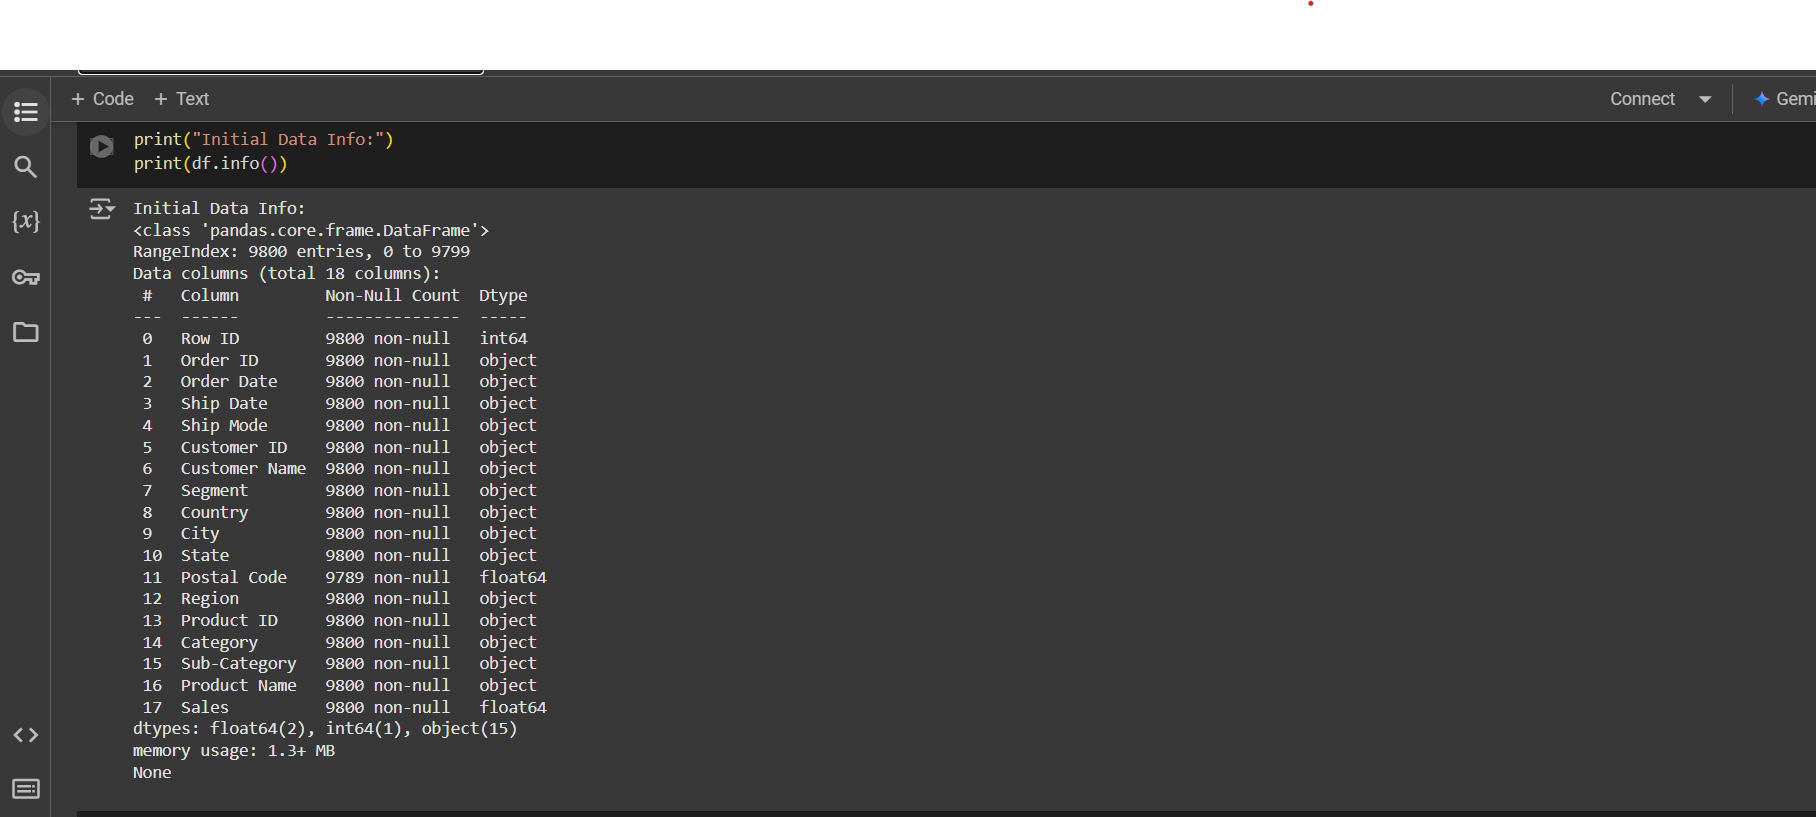 + Code + Text
Connect
Gemi
print("Initial Data Info:")
print(df.info())
Initial Data Info:
<class 'pandas.core.frame.DataFrame'>
RangeIndex: 9800 entries, 0 to 9799
Data columns (total 18 columns):
 #   Column         Non-Null Count  Dtype
---  ------         --------------  -----
 0   Row ID         9800 non-null   int64
 1   Order ID       9800 non-null   object
 2   Order Date     9800 non-null   object
 3   Ship Date      9800 non-null   object
 4   Ship Mode      9800 non-null   object
 5   Customer ID    9800 non-null   object
 6   Customer Name  9800 non-null   object
 7   Segment        9800 non-null   object
 8   Country        9800 non-null   object
 9   City           9800 non-null   object
 10  State          9800 non-null   object
 11  Postal Code    9789 non-null   float64
 12  Region         9800 non-null   object
 13  Product ID     9800 non-null   object
 14  Category       9800 non-null   object
 15  Sub-Category   9800 non-null   object
 16  Product Name   9800 non-null   object
 17  Sales          9800 non-null   float64
dtypes: float64(2), int64(1), object(15)
memory usage: 1.3+ MB
None
{x}
<>